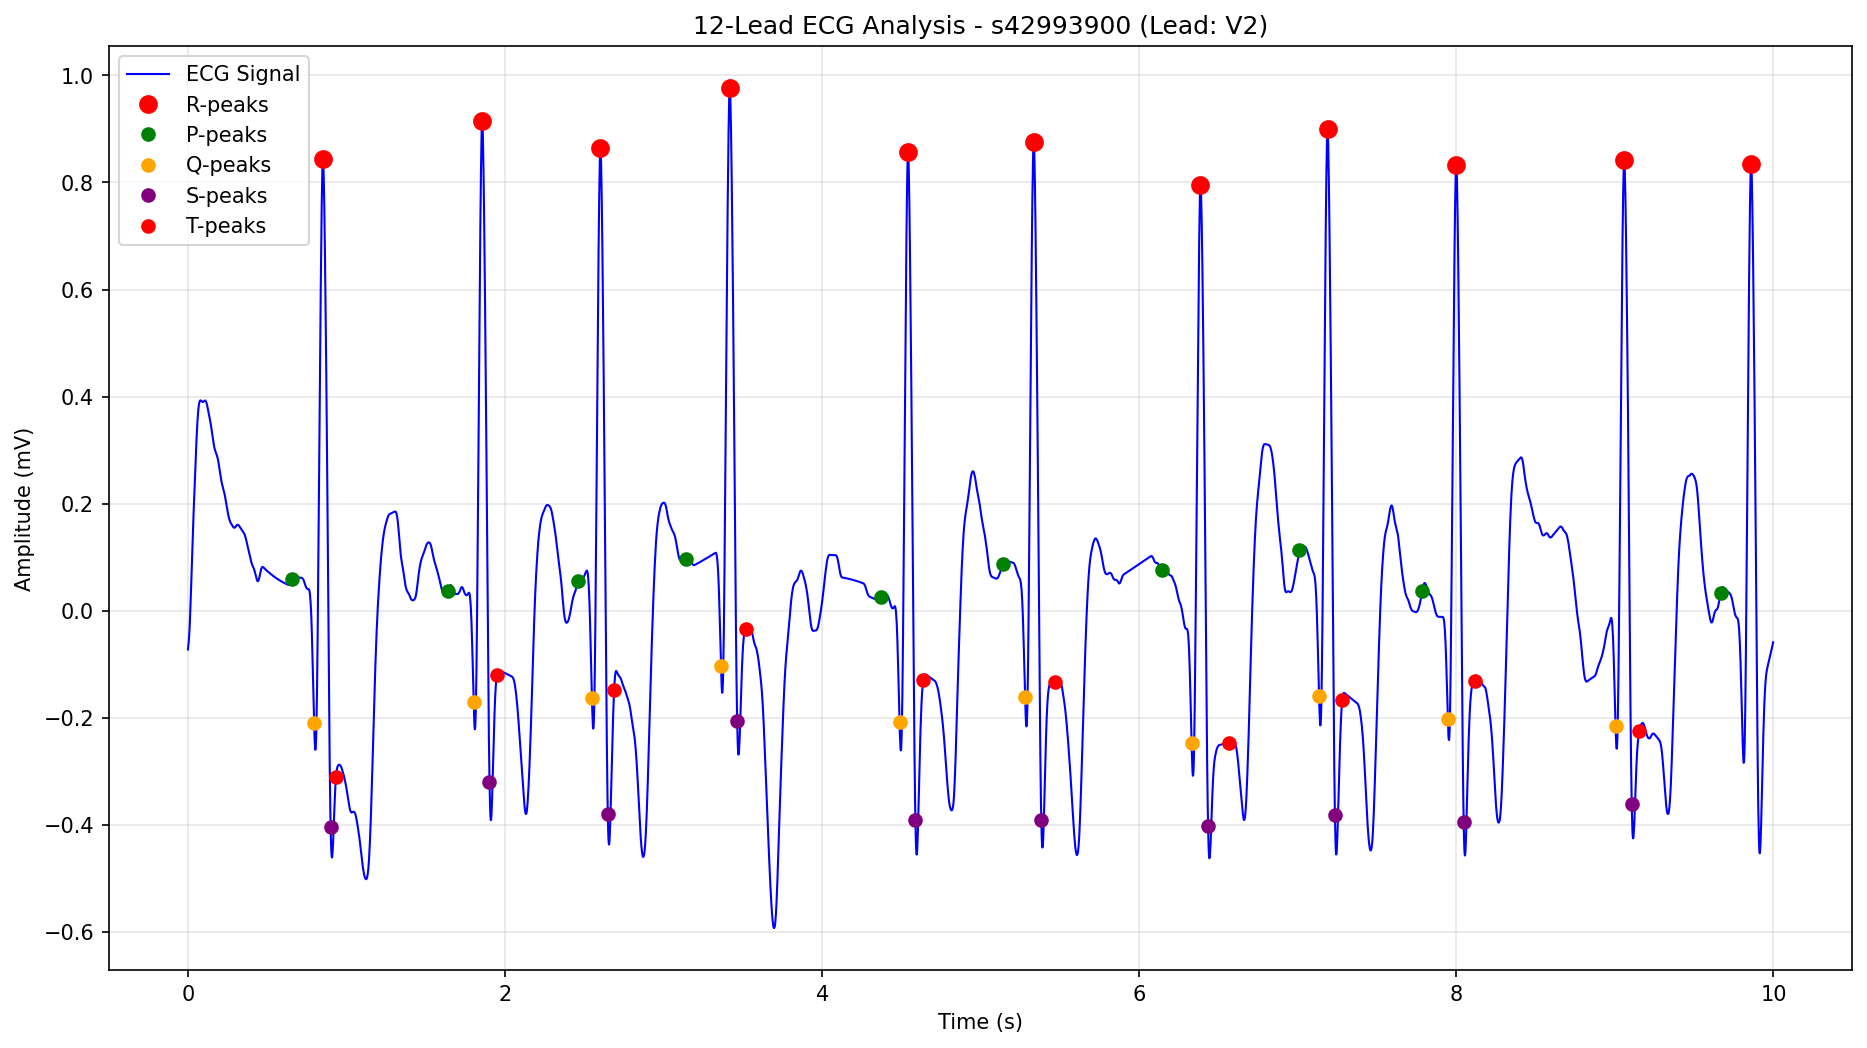 12-Lead ECG Analysis - s42993900 (Lead: V2)
ECG Signal
R-peaks
P-peaks
Q-peaks
S-peaks
T-peaks
Amplitude (mV)
1.0
0.8
0.6
0.4
0.2
0.0
−0.2
−0.4
−0.6
0 2 4 6 8 10
Time (s)